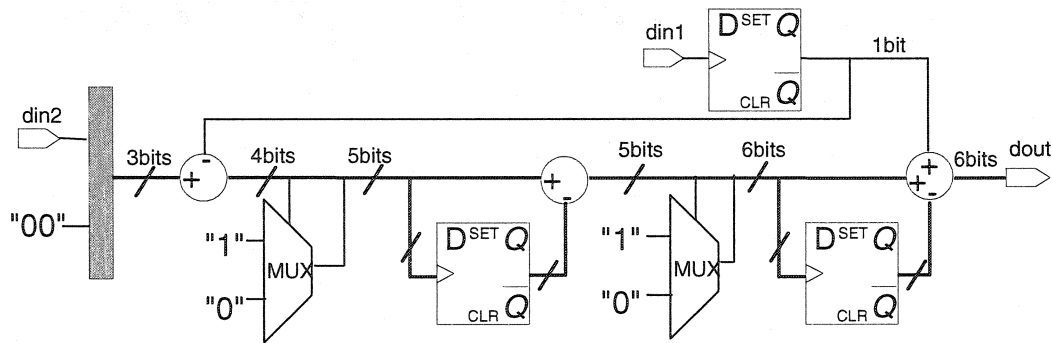 din1
D SET Q
CLR Q
1bit
din2
3bits
-
+
4bits
5bits
+
-
5bits
6bits
+
+
-
6bits
dout
"00"
"1"
MUX
"0"
D SET Q
CLR Q
"1"
MUX
"0"
D SET Q
CLR Q